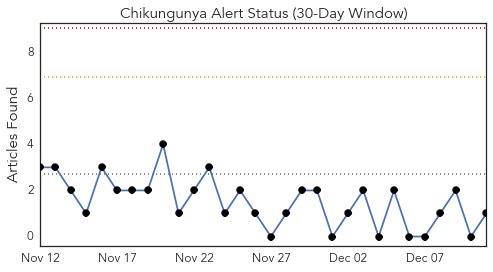 Chikungunya Alert Status (30-Day Window)
Articles Found
8
6
4
2
0
Nov 12 Nov 17 Nov 22 Nov 27 Dec 02 Dec 07